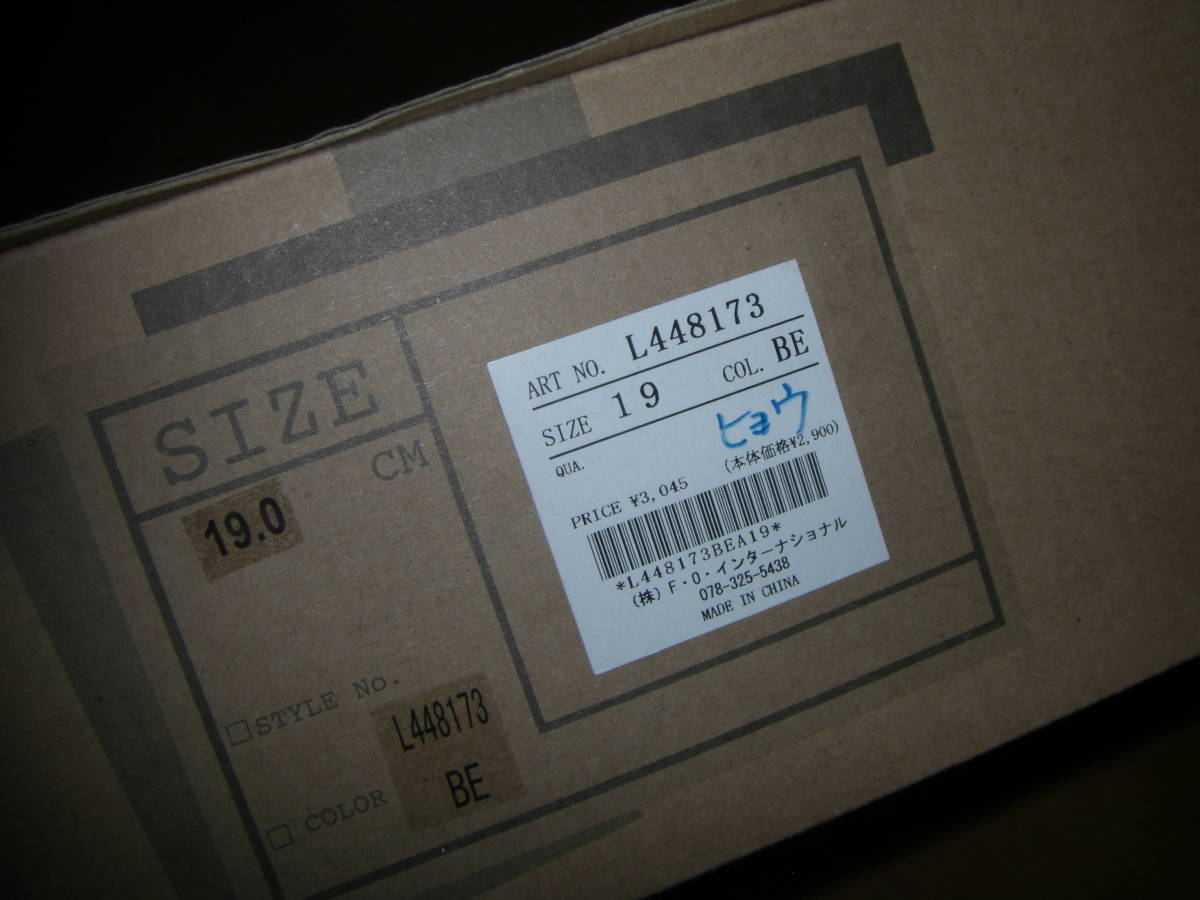 SIZE
CM
19.0
□STYLE No.
L448173
□ COLOR
BE
ART NO. L448173
SIZE 19 COL. BE
QUA. ヒョウ
(本体価格¥2,900)
PRICE ¥3,045
*L448173BEA19*
(株)F・O・インターナショナル
078-325-5438
MADE IN CHINA